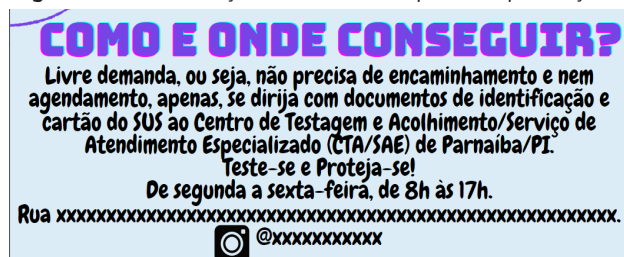 COMO E ONDE CONSEGUIR?
Livre demanda, ou seja, não precisa de encaminhamento e nem
agendamento, apenas, se dirija com documentos de identificação e
cartão do SUS ao Centro de Testagem e Acolhimento/Serviço de
Atendimento Especializado (CTA/SAE) de Parnaíba/PI.
Teste-se e Proteja-se!
De segunda a sexta-feira, de 8h às 17h.
Rua xxxxxxxxxxxxxxxxxxxxxxxxxxxxxxxxxxxxxxxxxxxxxxxxxxxxxxxx.
@xxxxxxxxxxx